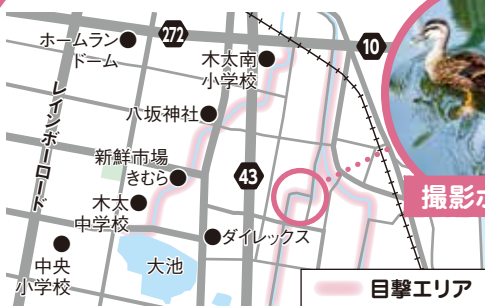 ホームラン
ドーム
272
木太南
小学校
10
レインボーロード
八坂神社
新鮮市場
きむら
43
木太
中学校
撮影ポ
ダイレックス
中央
小学校
大池
目撃エリア